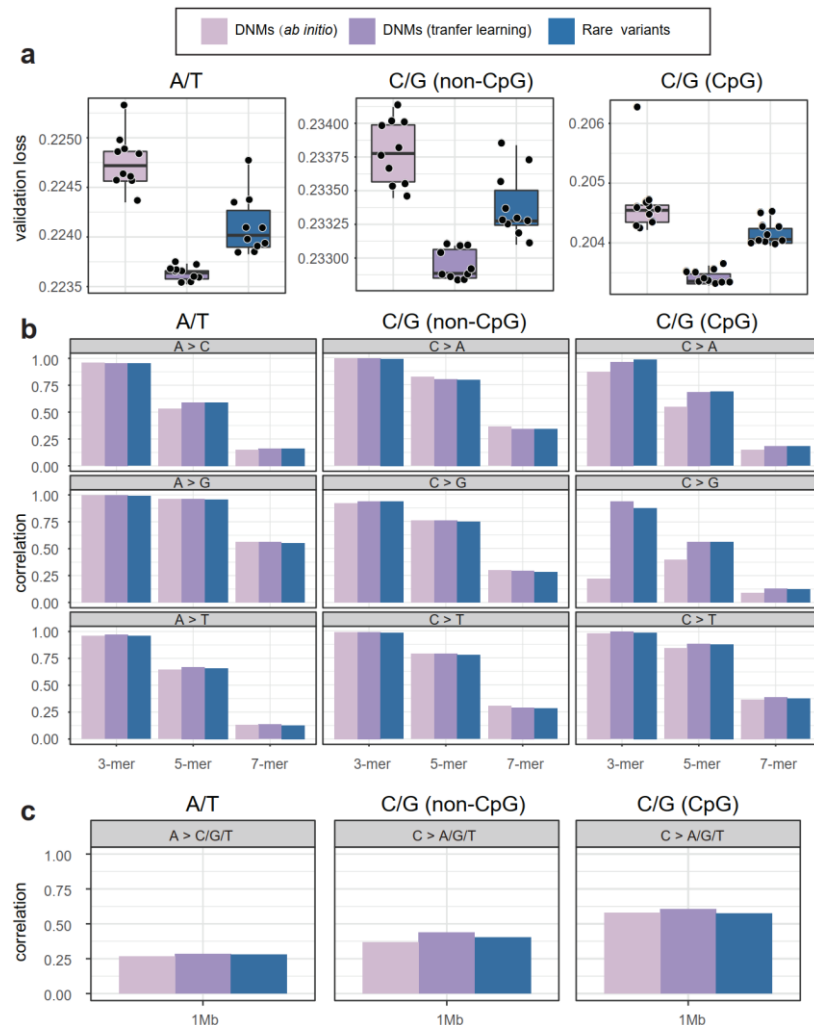 DNMs (ab initio) DNMs (tranfer learning) Rare variants
a
A/T C/G (non-CpG) C/G (CpG)
validation loss
0.2250
0.2245
0.2240
0.2235
0.23400
0.23375
0.23350
0.23325
0.23300
0.206
0.205
0.204
b
A/T C/G (non-CpG) C/G (CpG)
A > C C > A C > A
1.00
0.75
0.50
0.25
0.00
A > G C > G C > G
correlation
1.00
0.75
0.50
0.25
0.00
A > T C > T C > T
1.00
0.75
0.50
0.25
0.00
3-mer 5-mer 7-mer 3-mer 5-mer 7-mer 3-mer 5-mer 7-mer
c
A/T C/G (non-CpG) C/G (CpG)
A > C/G/T C > A/G/T C > A/G/T
correlation
1.00
0.75
0.50
0.25
0.00
1Mb 1Mb 1Mb